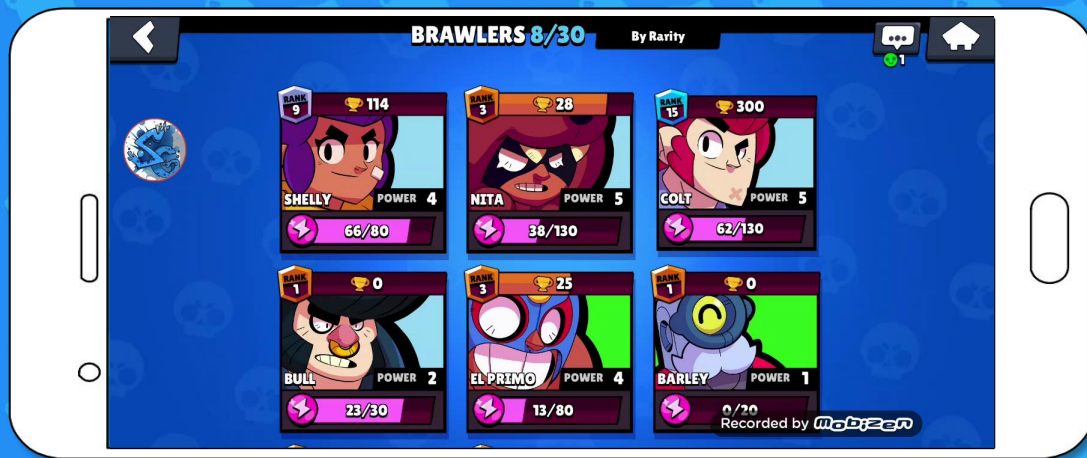 BRAWLERS 8/30
By Rarity
1
RANK 9
114
SHELLY POWER 4
66/80
RANK 3
28
NITA POWER 5
38/130
RANK 15
300
COLT POWER 5
62/130
RANK 1
0
BULL POWER 2
23/30
RANK 3
25
EL PRIMO POWER 4
13/80
RANK 1
0
BARLEY POWER 1
0/20
Recorded by Mobizen